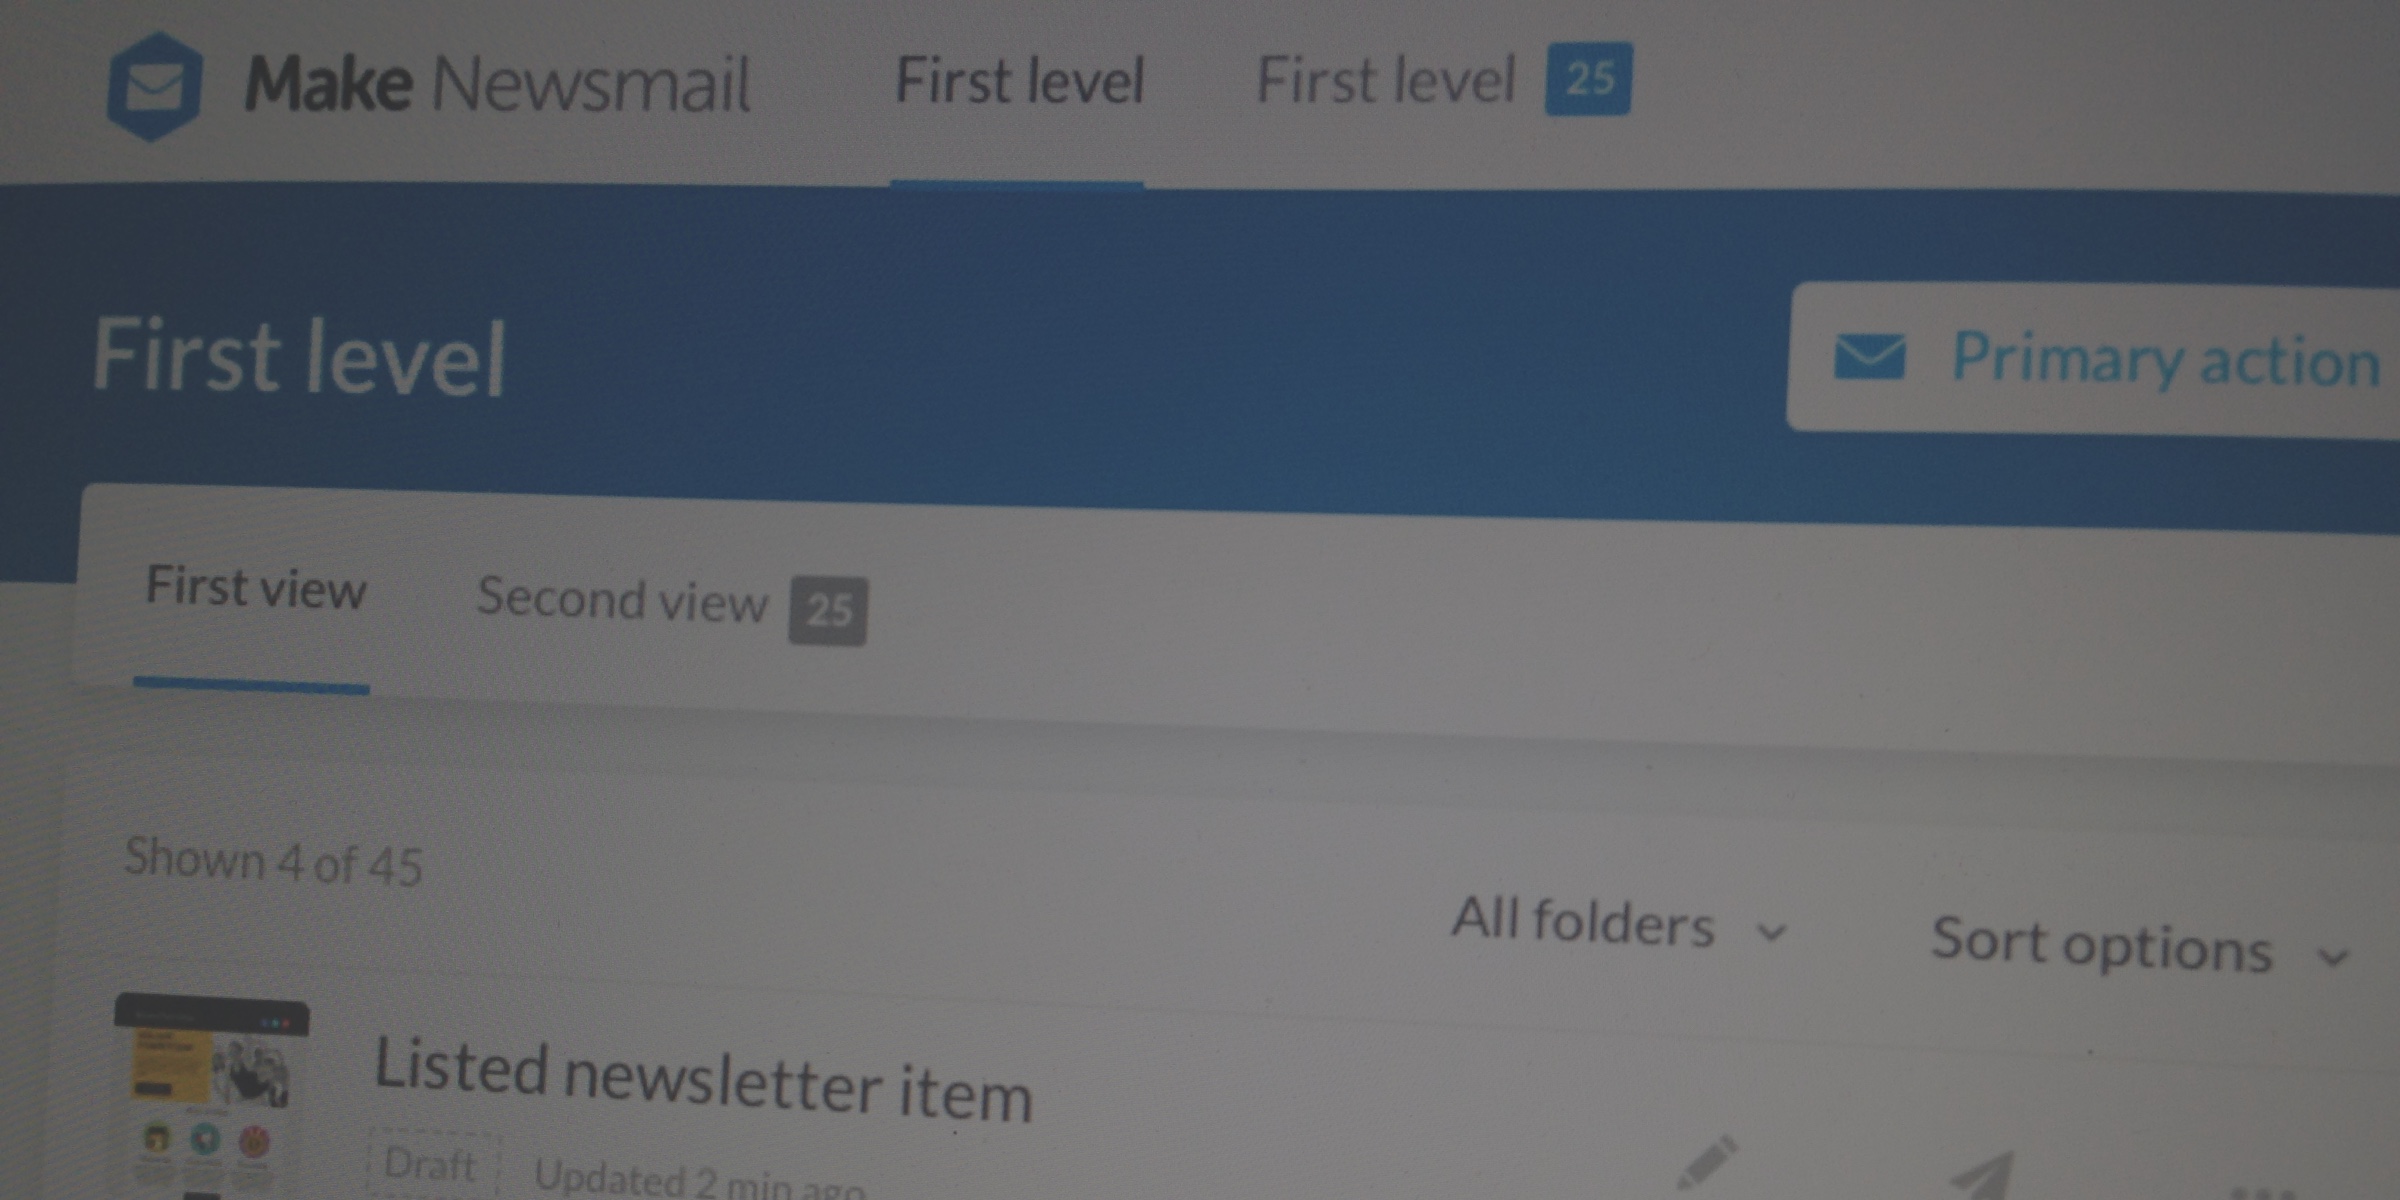 Make Newsmail First level First level 25
First level
Primary action
First view Second view 25
Shown 4 of 45
All folders Sort options
Listed newsletter item
Draft Updated 2 min ago